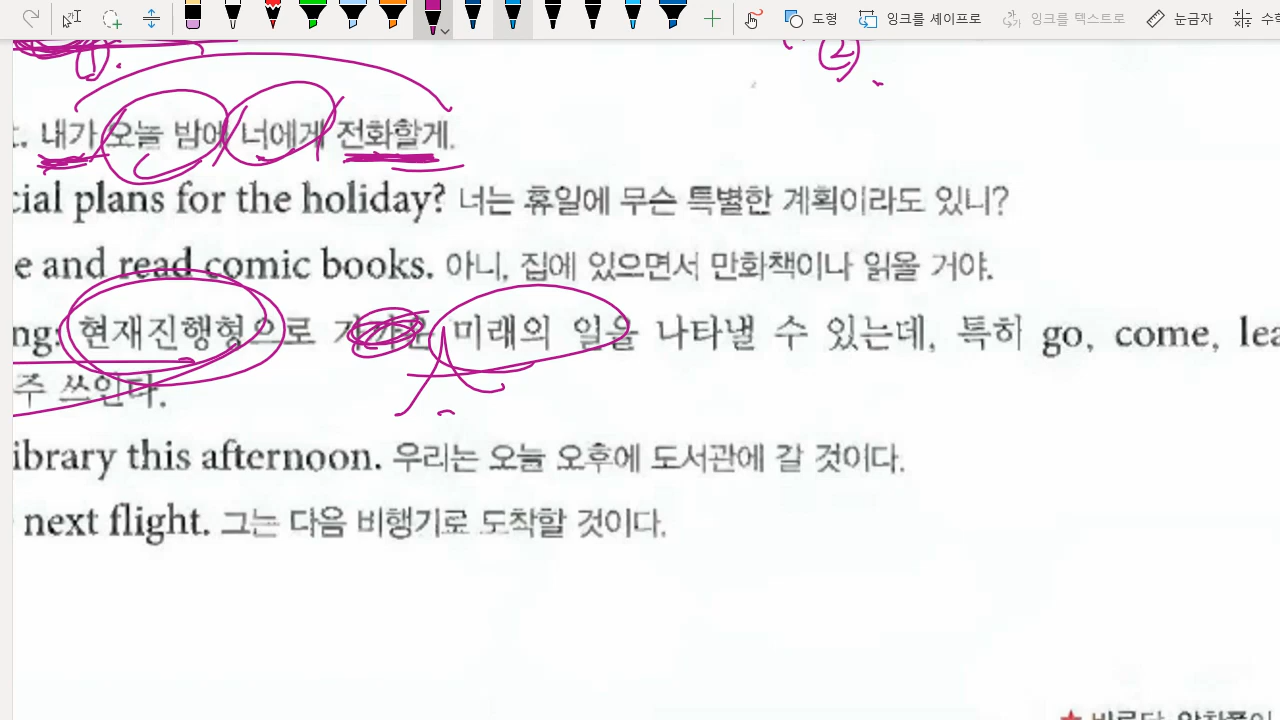 도형 잉크를 셰이프로 잉크를 텍스트로 눈금자
(2)
내가 오늘 밤에 너에게 전화할게.
cial plans for the holiday? 너는 휴일에 무슨 특별한 계획이라도 있니?
e and read comic books. 아니, 집에 있으면서 만화책이나 읽을 거야.
ng: 현재진행형으로 가까운 미래의 일을 나타낼 수 있는데, 특히 go, come, lea
주 쓰인다.
ibrary this afternoon. 우리는 오늘 오후에 도서관에 갈 것이다.
next flight. 그는 다음 비행기로 도착할 것이다.